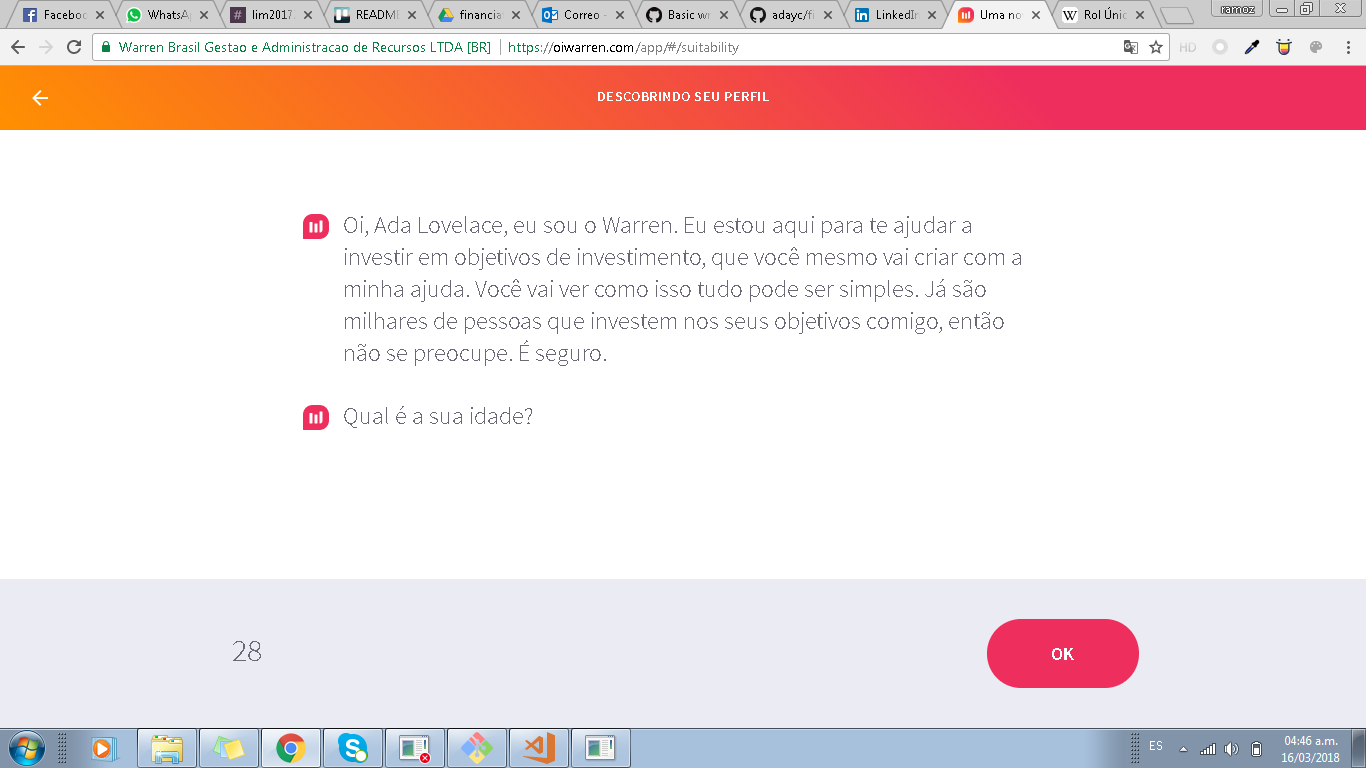 Facebo
WhatsA
lim2017
README
financia
Correo -
Basic wo
adayc/fi
LinkedIn
Uma no
Rol Únic
ramoz
Warren Brasil Gestao e Administracao de Recursos LTDA [BR]
https://oiwarren.com/app/#/suitability
HD
DESCOBRINDO SEU PERFIL
Oi, Ada Lovelace, eu sou o Warren. Eu estou aqui para te ajudar a
investir em objetivos de investimento, que você mesmo vai criar com a
minha ajuda. Você vai ver como isso tudo pode ser simples. Já são
milhares de pessoas que investem nos seus objetivos comigo, então
não se preocupe. É seguro.
Qual é a sua idade?
28
OK
ES
04:46 a.m.
16/03/2018